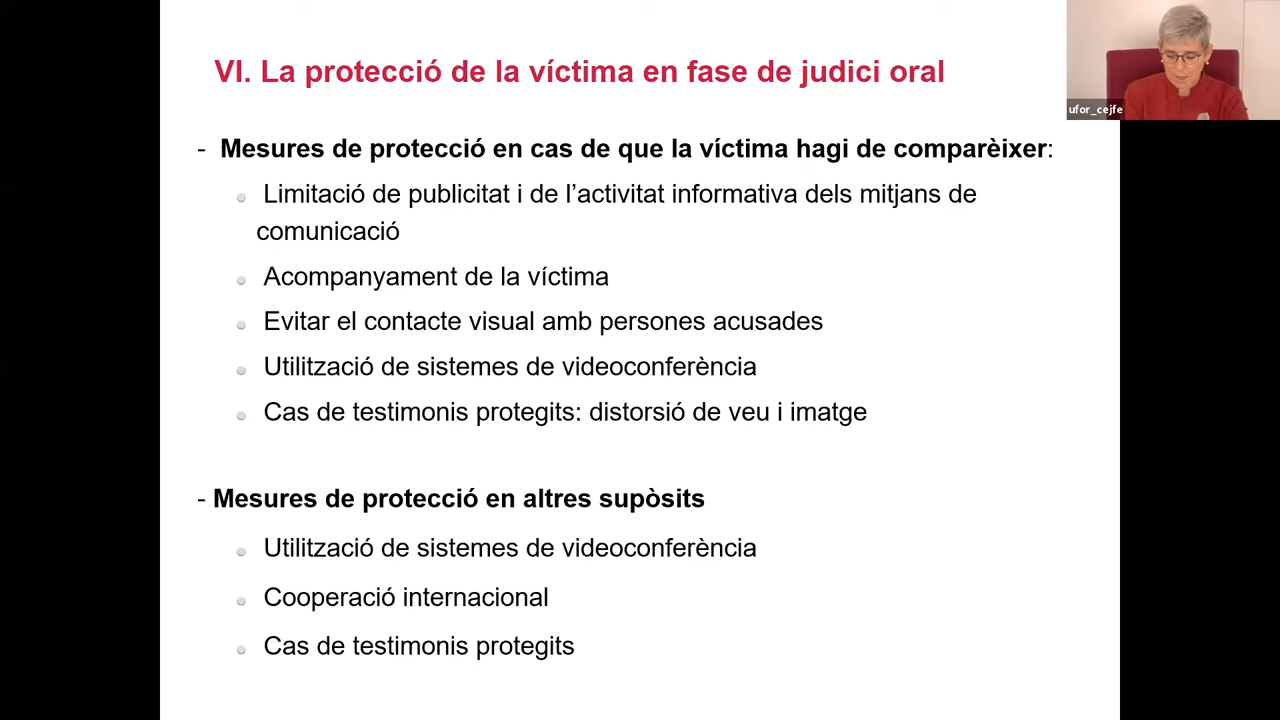 VI. La protecció de la víctima en fase de judici oral
ufor_cejfe
- Mesures de protecció en cas de que la víctima hagi de comparèixer:
Limitació de publicitat i de l’activitat informativa dels mitjans de
comunicació
Acompanyament de la víctima
Evitar el contacte visual amb persones acusades
Utilització de sistemes de videoconferència
Cas de testimonis protegits: distorsió de veu i imatge
- Mesures de protecció en altres supòsits
Utilització de sistemes de videoconferència
Cooperació internacional
Cas de testimonis protegits